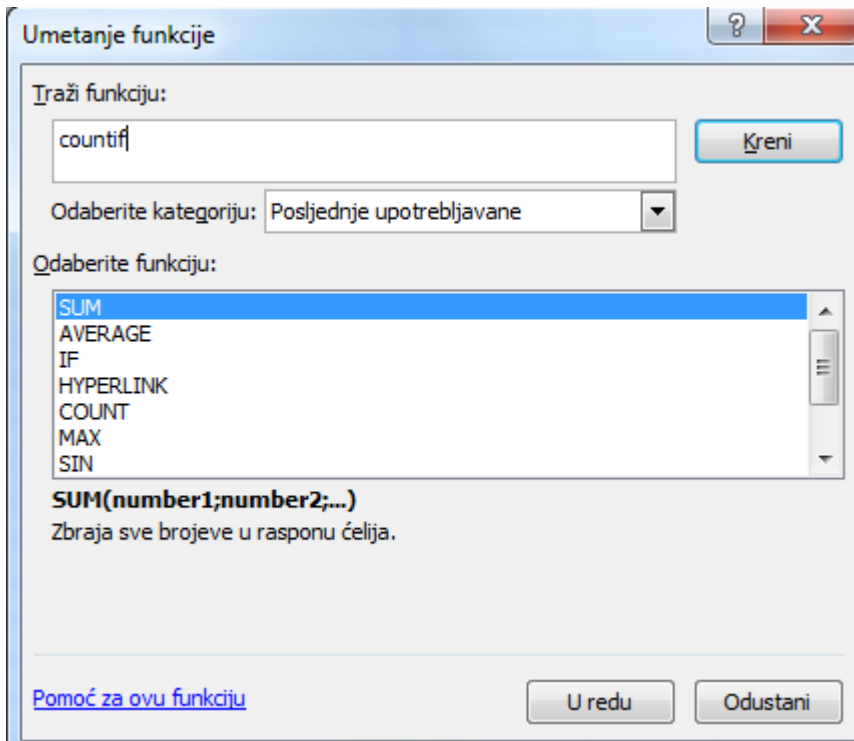 Umetanje funkcije
Traži funkciju:
countif
Kreni
Odaberite kategoriju: Posljednje upotrebljavane
Odaberite funkciju:
SUM
AVERAGE
IF
HYPERLINK
COUNT
MAX
SIN
SUM(number1;number2;...)
Zbraja sve brojeve u rasponu ćelija.
Pomoć za ovu funkciju
U redu
Odustani